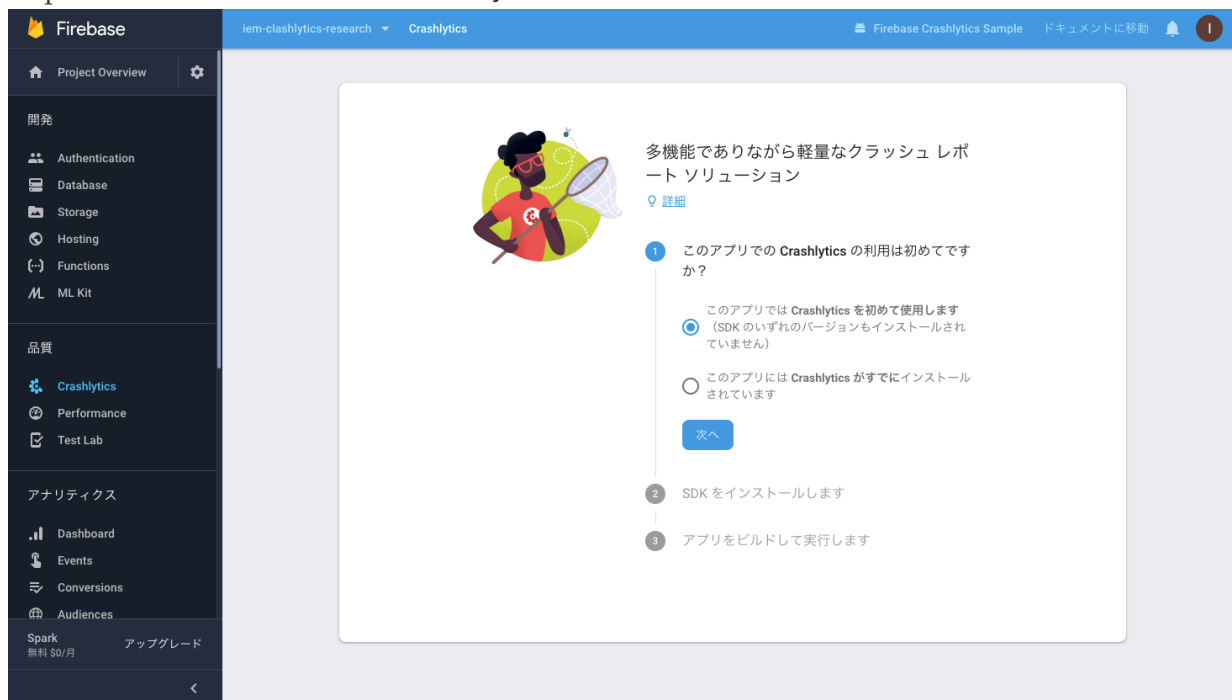 Firebase
iem-clashlytics-research
Crashlytics
Firebase Crashlytics Sample
ドキュメントに移動
I
Project Overview
開発
Authentication
Database
Storage
Hosting
Functions
ML Kit
品質
Crashlytics
Performance
Test Lab
アナリティクス
Dashboard
Events
Conversions
Audiences
Spark
無料 $0/月
アップグレード
多機能でありながら軽量なクラッシュ レポ
ート ソリューション
詳細
1
このアプリでの Crashlytics の利用は初めてです
か？
このアプリでは Crashlytics を初めて使用します
（SDK のいずれのバージョンもインストールされ
ていません）
このアプリには Crashlytics がすでにインストール
されています
次へ
2
SDK をインストールします
3
アプリをビルドして実行します